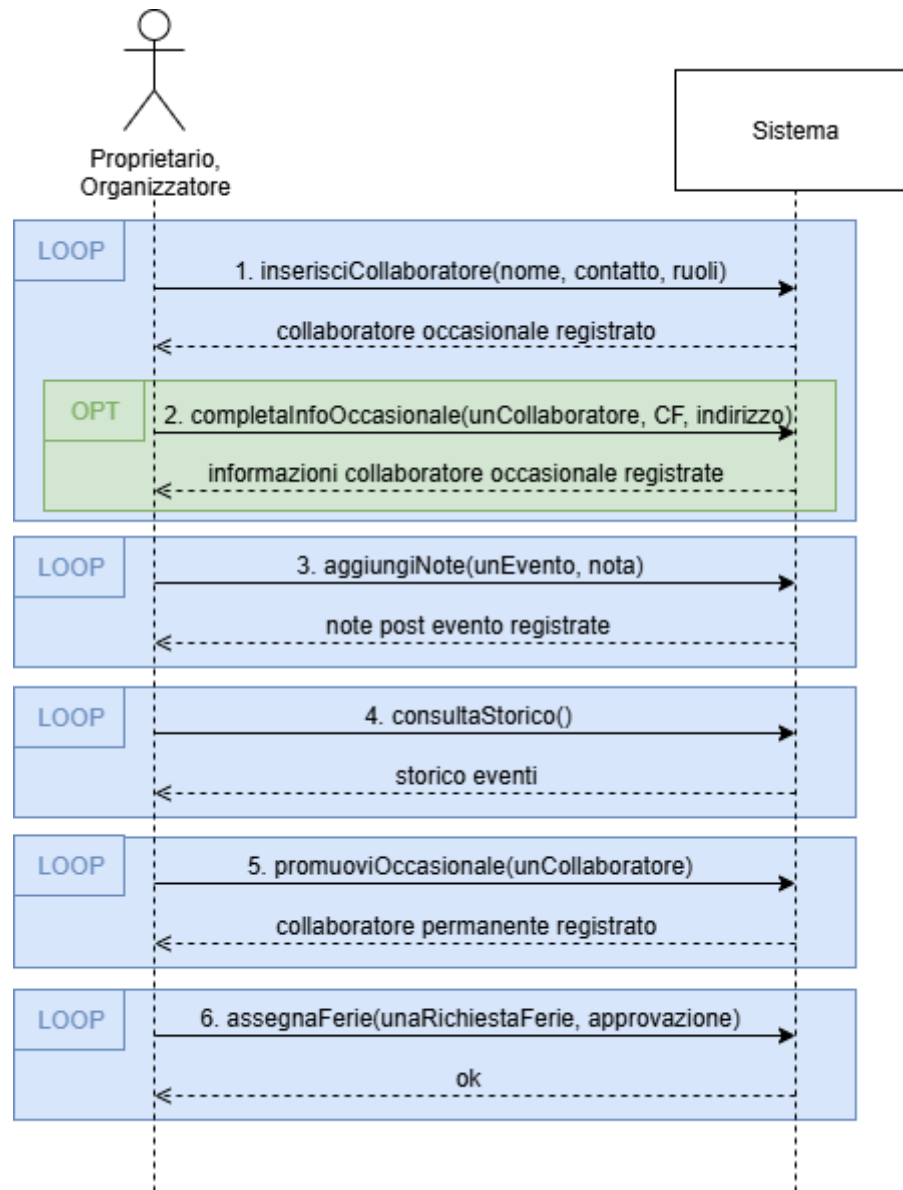 Proprietario,
Organizzatore
Sistema
LOOP
1. inserisciCollaboratore(nome, contatto, ruoli)
collaboratore occasionale registrato
OPT
2. completaInfoOccasionale(unCollaboratore, CF, indirizzo)
informazioni collaboratore occasionale registrate
LOOP
3. aggiungiNote(unEvento, nota)
note post evento registrate
LOOP
4. consultaStorico()
storico eventi
LOOP
5. promuoviOccasionale(unCollaboratore)
collaboratore permanente registrato
LOOP
6. assegnaFerie(unaRichiestaFerie, approvazione)
ok